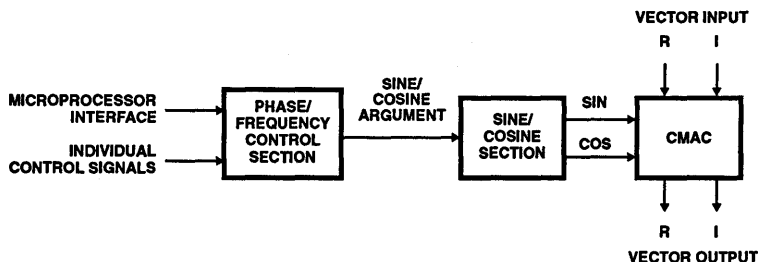 VECTOR INPUT
R I
MICROPROCESSOR
INTERFACE
INDIVIDUAL
CONTROL SIGNALS
PHASE/
FREQUENCY
CONTROL
SECTION
SINE/
COSINE
ARGUMENT
SINE/
COSINE
SECTION
SIN
COS
CMAC
R I
VECTOR OUTPUT